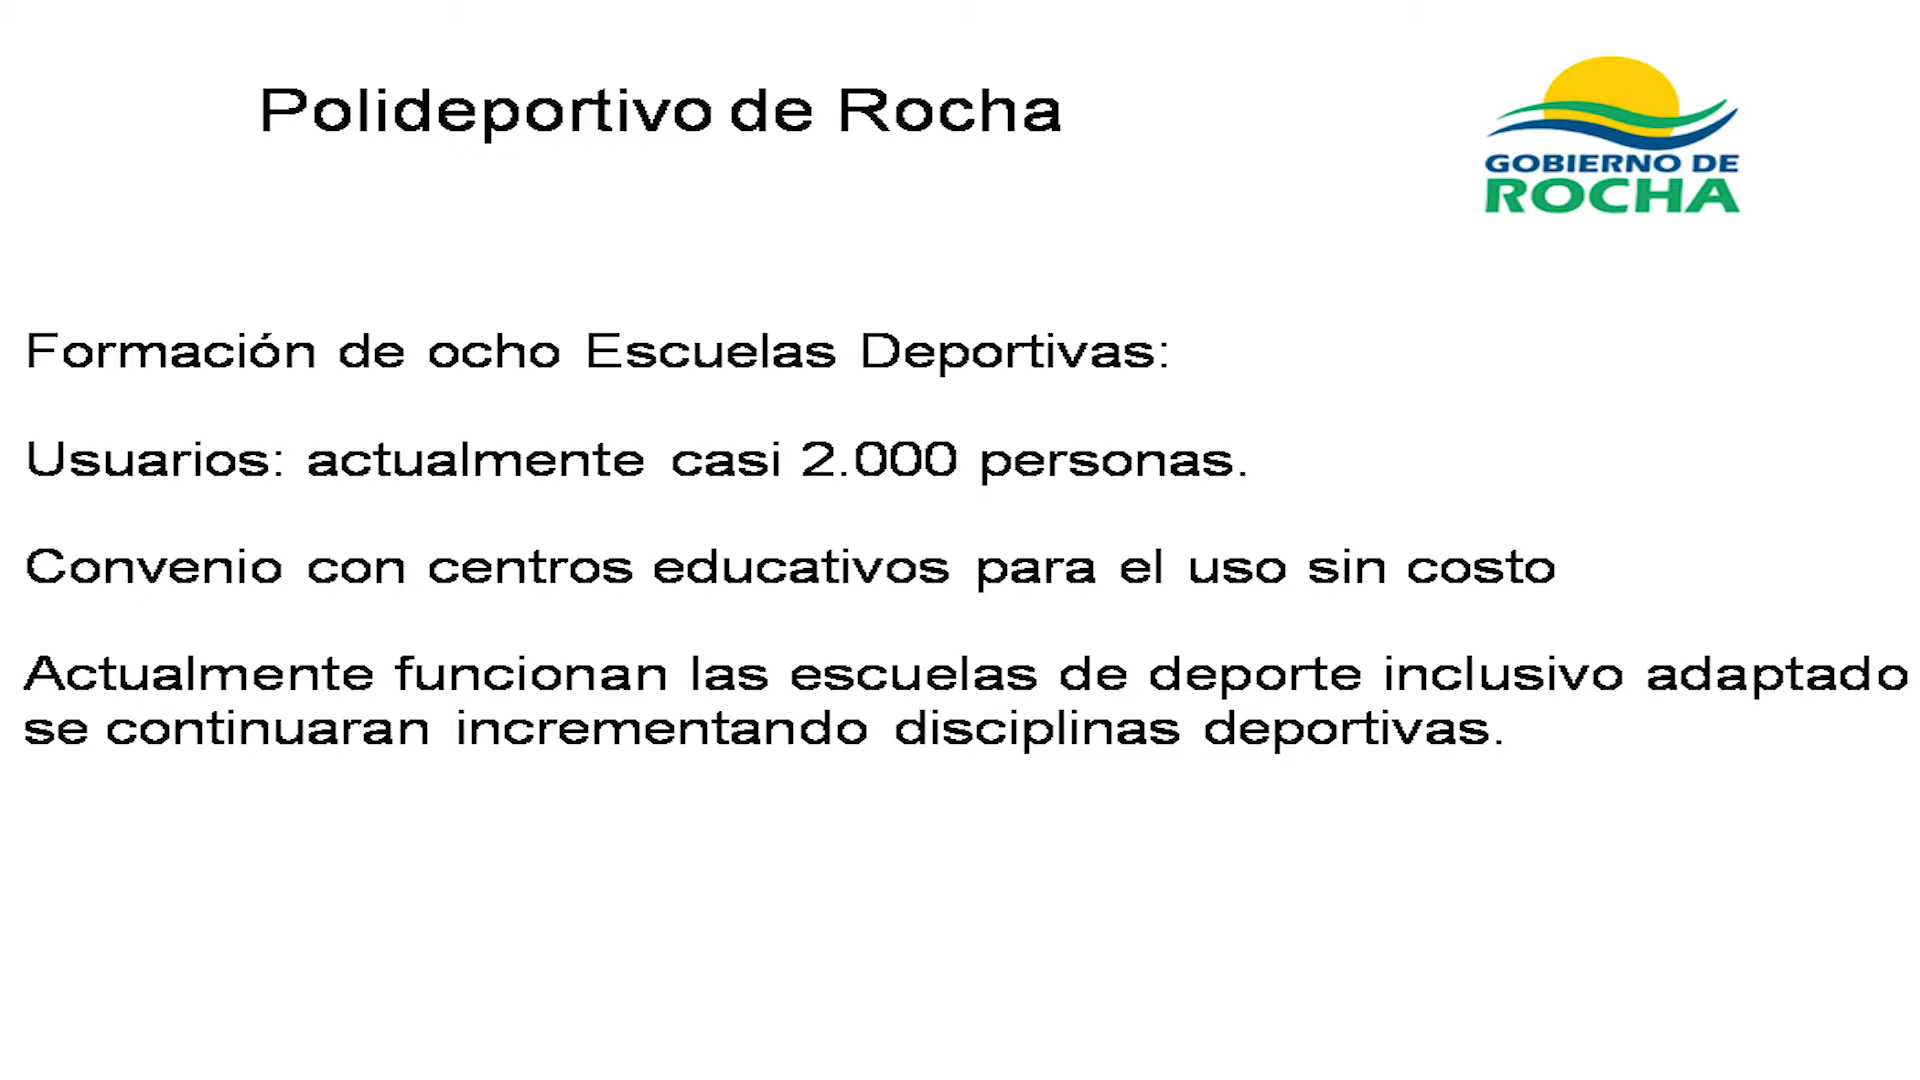 Polideportivo de Rocha
GOBIERNO DE
ROCHA
Formación de ocho Escuelas Deportivas:
Usuarios: actualmente casi 2.000 personas.
Convenio con centros educativos para el uso sin costo
Actualmente funcionan las escuelas de deporte inclusivo adaptado
se continuaran incrementando disciplinas deportivas.